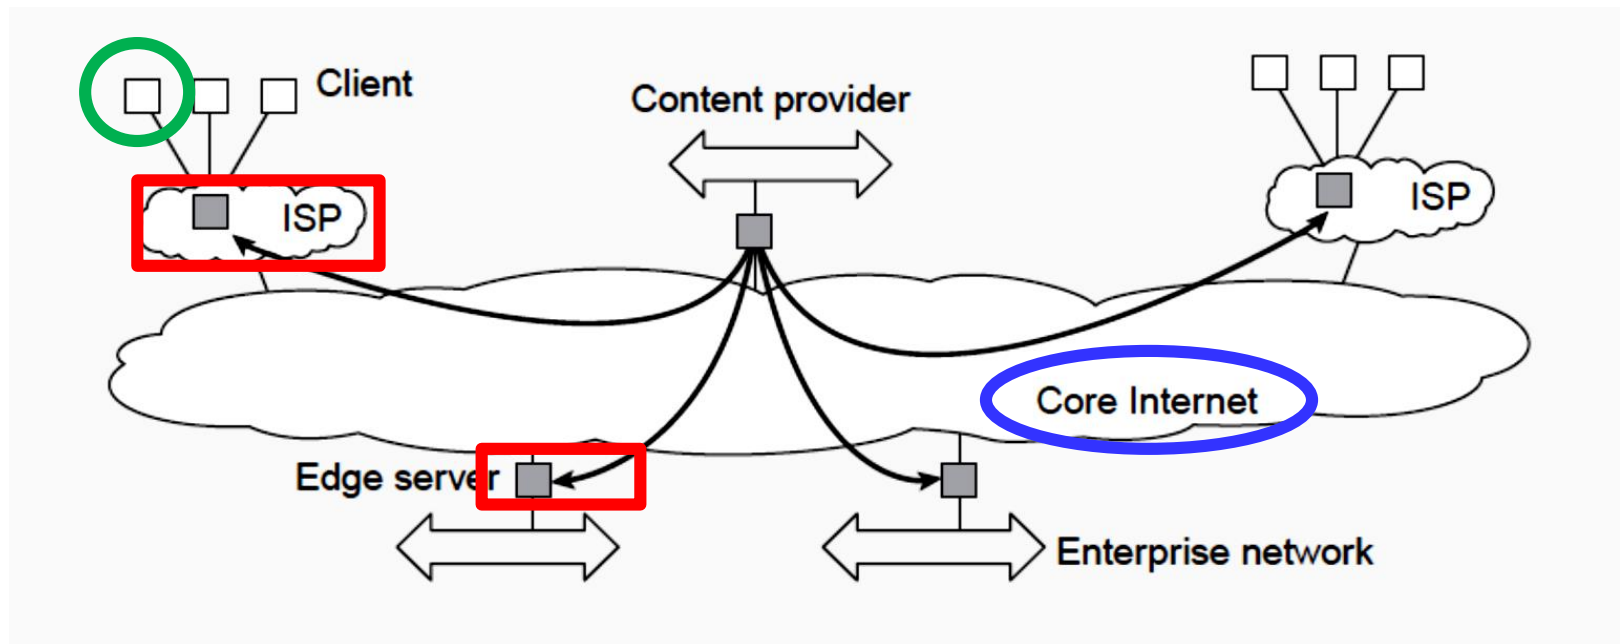 Client
Content provider
ISP
ISP
Core Internet
Edge server
Enterprise network